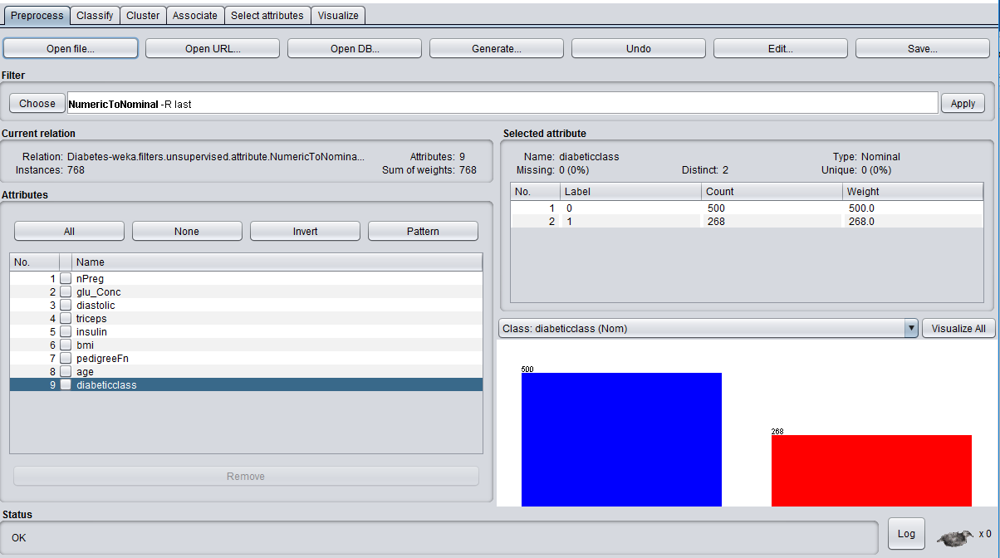 Preprocess Classify Cluster Associate Select attributes Visualize
Open file... Open URL... Open DB... Generate... Undo Edit... Save...
Filter
Choose NumericToNominal -R last Apply
Current relation
Relation: Diabetes-weka.filters.unsupervised.attribute.NumericToNomina... Attributes: 9
Instances: 768 Sum of weights: 768
Attributes
All None Invert Pattern
No. Name
1 nPreg
2 glu_Conc
3 diastolic
4 triceps
5 insulin
6 bmi
7 pedigreeFn
8 age
9 diabeticclass
Remove
Selected attribute
Name: diabeticclass Type: Nominal
Missing: 0 (0%) Distinct: 2 Unique: 0 (0%)
No. Label Count Weight
1 0 500 500.0
2 1 268 268.0
Class: diabeticclass (Nom) Visualize All
500
268
Status
OK Log x 0